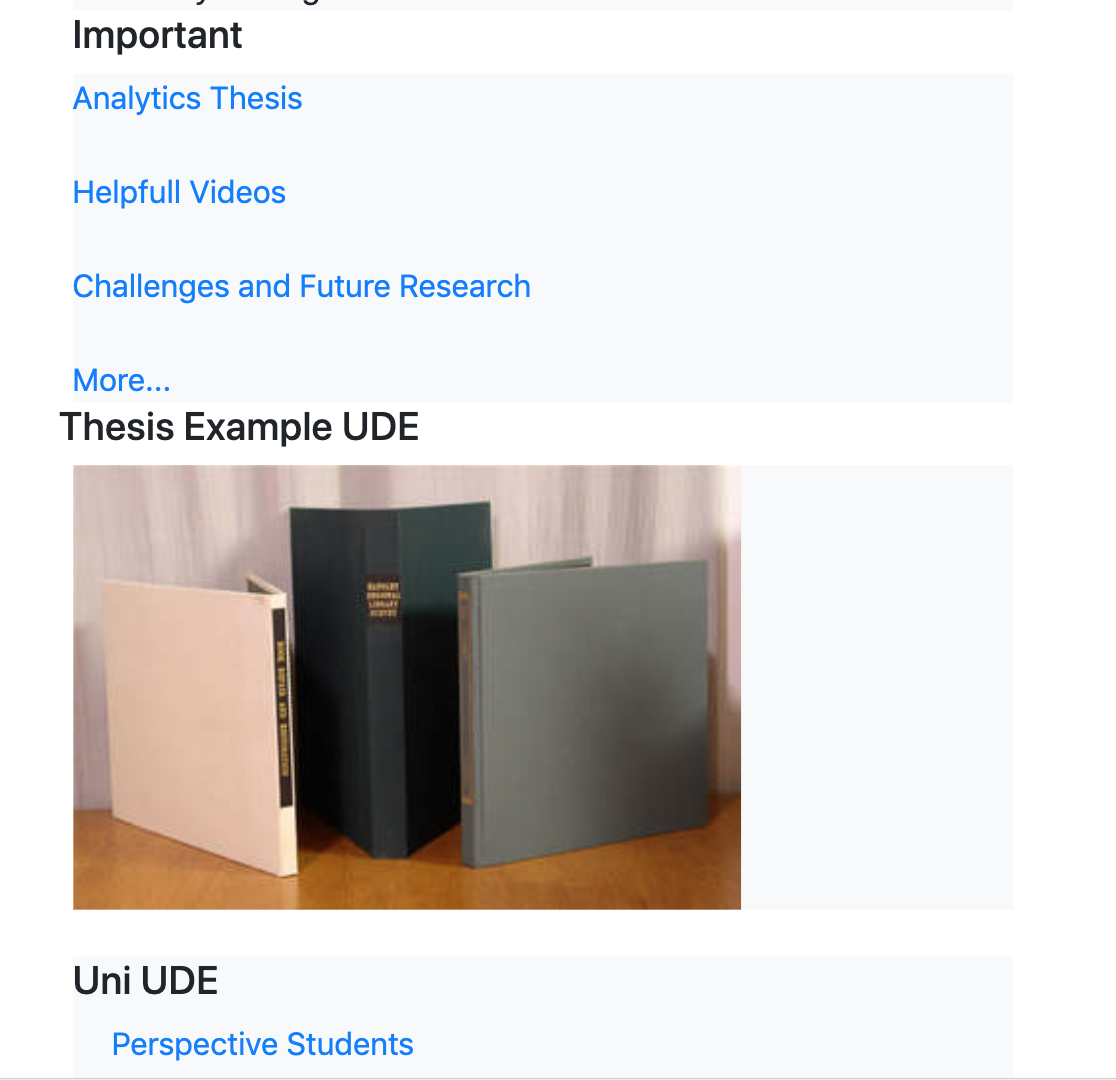 Important
Analytics Thesis
Helpfull Videos
Challenges and Future Research
More...
Thesis Example UDE
Uni UDE
Perspective Students